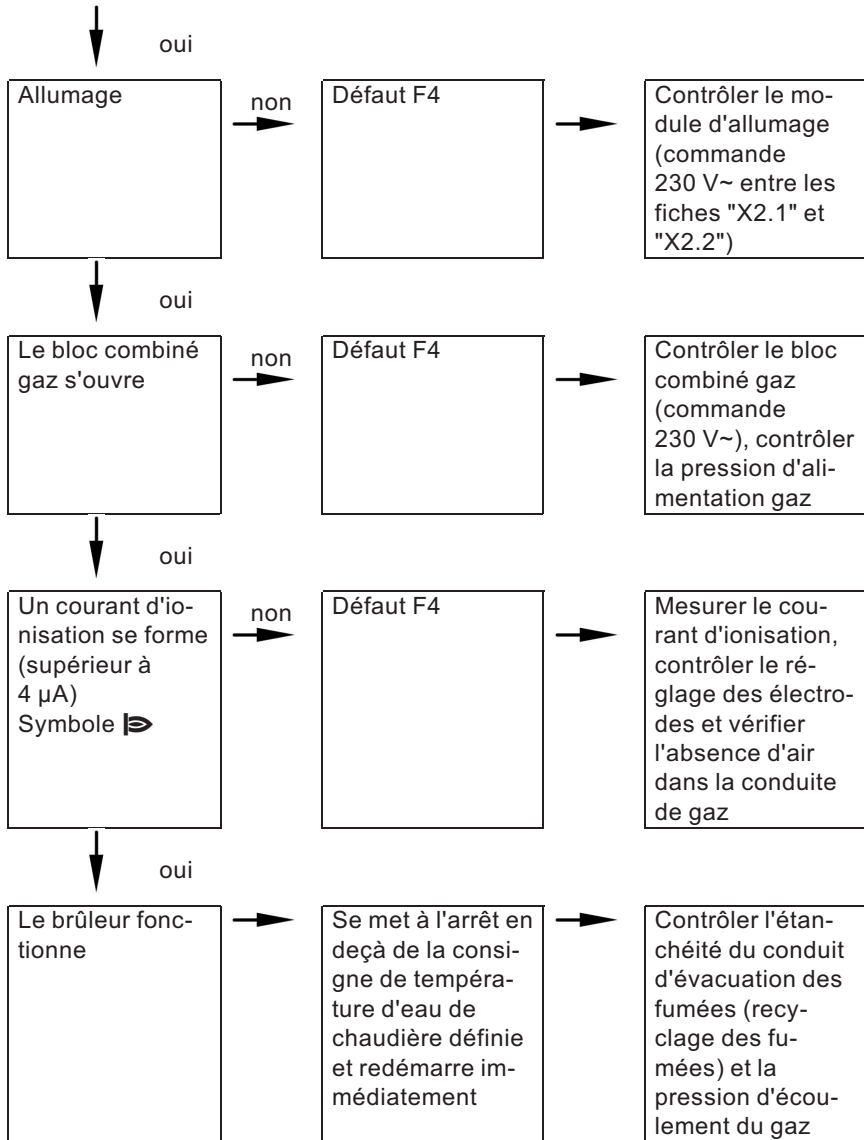 oui
Allumage
non
Défaut F4
Contrôler le mo-
dule d'allumage
(commande
230 V~ entre les
fiches "X2.1" et
"X2.2")
oui
Le bloc combiné
gaz s'ouvre
non
Défaut F4
Contrôler le bloc
combiné gaz
(commande
230 V~), contrôler
la pression d'ali-
mentation gaz
oui
Un courant d'io-
nisation se forme
(supérieur à
4 µA)
Symbole
non
Défaut F4
Mesurer le cou-
rant d'ionisation,
contrôler le ré-
glage des électro-
des et vérifier
l'absence d'air
dans la conduite
de gaz
oui
Le brûleur fonc-
tionne
Se met à l'arrêt en
deçà de la consi-
gne de tempéra-
ture d'eau de
chaudière définie
et redémarre im-
médiatement
Contrôler l'étan-
chéité du conduit
d'évacuation des
fumées (recy-
clage des fu-
mées) et la
pression d'écou-
lement du gaz